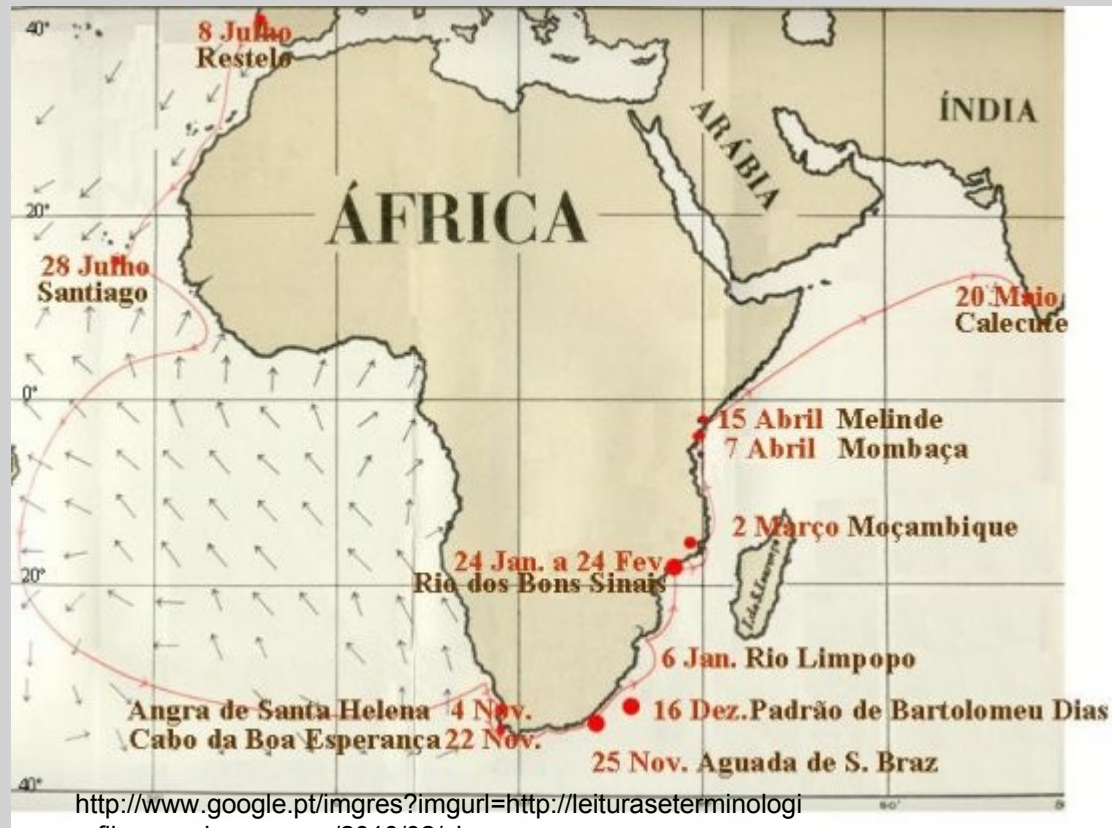 40°
8 Julho
Restelo
ÍNDIA
ARÁBIA
ÁFRICA
20°
28 Julho
Santiago
20 Maio
Calecute
0°
15 Abril Melinde
7 Abril Mombaça
2 Março Moçambique
24 Jan. a 24 Fev.
Rio dos Bons Sinais
20°
6 Jan. Rio Limpopo
Angra de Santa Helena 4 Nov.
16 Dez.Padrão de Bartolomeu Dias
Cabo da Boa Esperança 22 Nov.
25 Nov. Aguada de S. Braz
40°
60°
http://www.google.pt/imgres?imgurl=http://leituraseterminologi